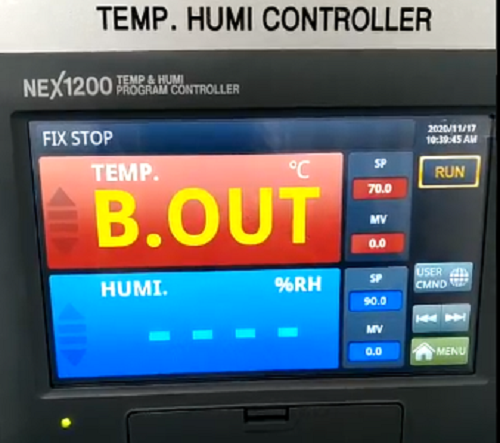 TEMP. HUMI CONTROLLER
NEX1200 TEMP & HUMI
PROGRAM CONTROLLER
FIX STOP
2020/11/17
10:39:45 AM
TEMP. °C
B.OUT
SP
70.0
MV
0.0
RUN
HUMI. %RH
- - - -
SP
90.0
MV
0.0
USER
CMND
MENU